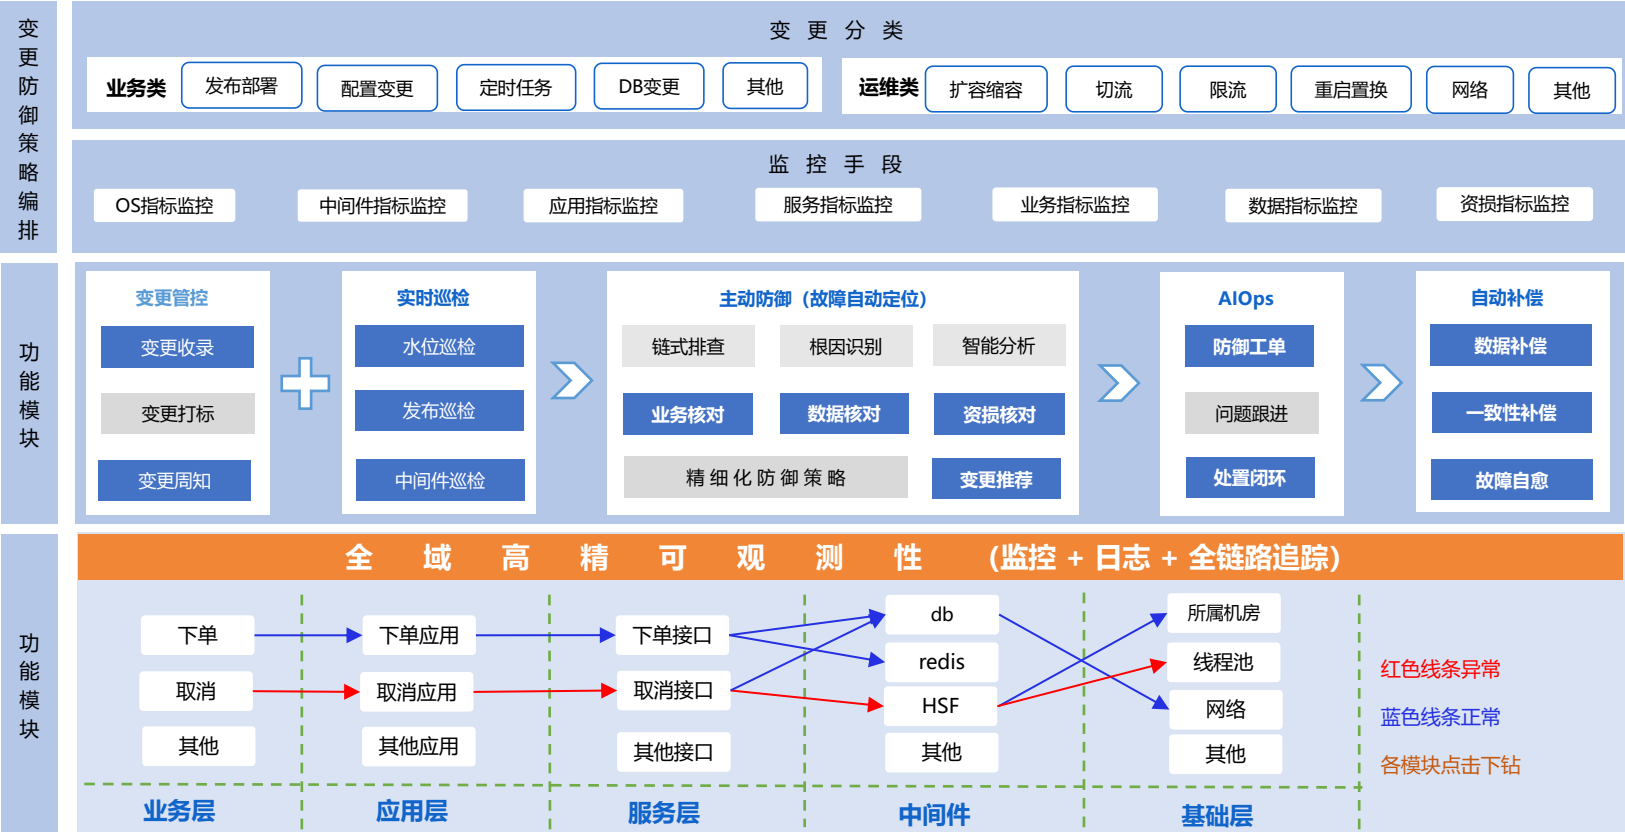 变更防御策略编排
变 更 分 类
业务类 发布部署 配置变更 定时任务 DB变更 其他
运维类 扩容缩容 切流 限流 重启置换 网络 其他
监 控 手 段
OS指标监控 中间件指标监控 应用指标监控 服务指标监控 业务指标监控 数据指标监控 资损指标监控
功能模块
变更管控
变更收录
变更打标
变更周知
实时巡检
水位巡检
发布巡检
中间件巡检
主动防御（故障自动定位）
链式排查 根因识别 智能分析
业务核对 数据核对 资损核对
精细化防御策略 变更推荐
AIOps
防御工单
问题跟进
处置闭环
自动补偿
数据补偿
一致性补偿
故障自愈
功能模块
全 域 高 精 可 观 测 性 （监控 + 日志 + 全链路追踪）
下单 下单应用 下单接口 db 所属机房
redis 线程池
取消 取消应用 取消接口 HSF 网络
其他 其他应用 其他接口 其他 其他
红色线条异常
蓝色线条正常
各模块点击下钻
业务层 应用层 服务层 中间件 基础层